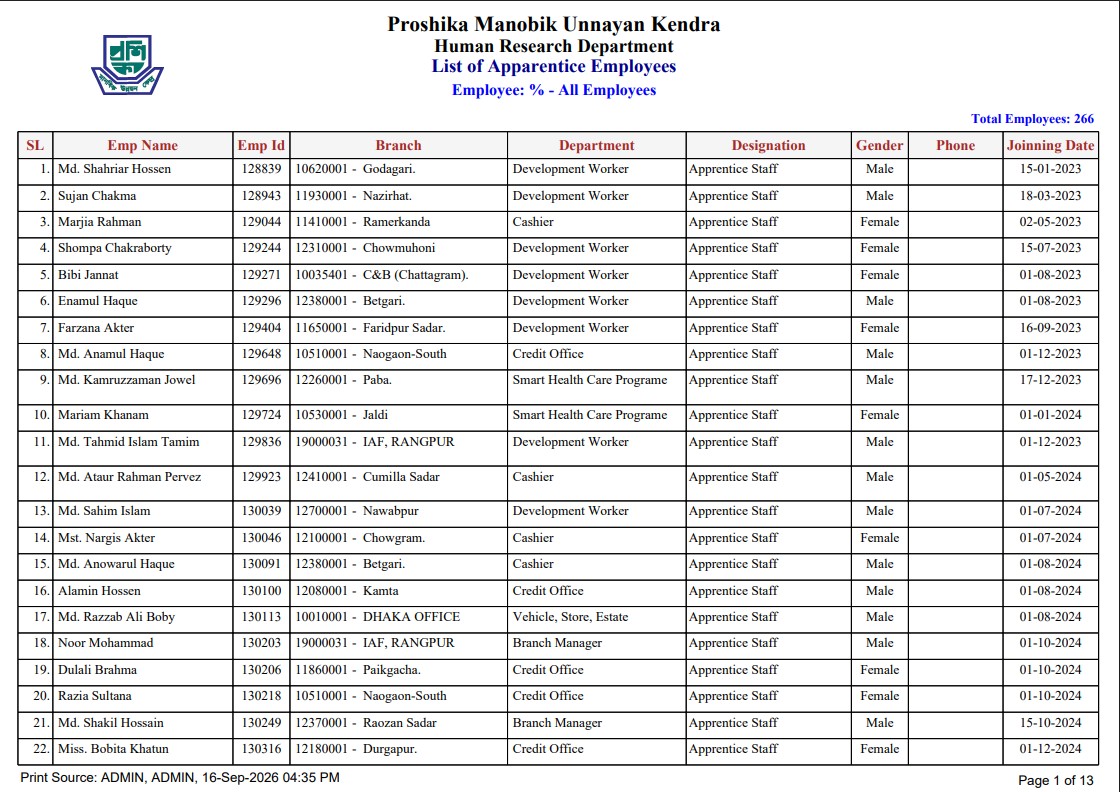 প্রশি
মানবিক উন্নয়ন কেন্দ্র
Proshika Manobik Unnayan Kendra
Human Research Department
List of Apparentice Employees
Employee: % - All Employees
Total Employees: 266
SL Emp Name Emp Id Branch Department Designation Gender Phone Joinning Date
1. Md. Shahriar Hossen 128839 10620001 - Godagari. Development Worker Apprentice Staff Male 15-01-2023
2. Sujan Chakma 128943 11930001 - Nazirhat. Development Worker Apprentice Staff Male 18-03-2023
3. Marjia Rahman 129044 11410001 - Ramerkanda Cashier Apprentice Staff Female 02-05-2023
4. Shompa Chakraborty 129244 12310001 - Chowmuhoni Development Worker Apprentice Staff Female 15-07-2023
5. Bibi Jannat 129271 10035401 - C&B (Chattagram). Development Worker Apprentice Staff Female 01-08-2023
6. Enamul Haque 129296 12380001 - Betgari. Development Worker Apprentice Staff Male 01-08-2023
7. Farzana Akter 129404 11650001 - Faridpur Sadar. Development Worker Apprentice Staff Female 16-09-2023
8. Md. Anamul Haque 129648 10510001 - Naogaon-South Credit Office Apprentice Staff Male 01-12-2023
9. Md. Kamruzzaman Jowel 129696 12260001 - Paba. Smart Health Care Programe Apprentice Staff Male 17-12-2023
10. Mariam Khanam 129724 10530001 - Jaldi Smart Health Care Programe Apprentice Staff Female 01-01-2024
11. Md. Tahmid Islam Tamim 129836 19000031 - IAF, RANGPUR Development Worker Apprentice Staff Male 01-12-2023
12. Md. Ataur Rahman Pervez 129923 12410001 - Cumilla Sadar Cashier Apprentice Staff Male 01-05-2024
13. Md. Sahim Islam 130039 12700001 - Nawabpur Development Worker Apprentice Staff Male 01-07-2024
14. Mst. Nargis Akter 130046 12100001 - Chowgram. Cashier Apprentice Staff Female 01-07-2024
15. Md. Anowarul Haque 130091 12380001 - Betgari. Cashier Apprentice Staff Male 01-08-2024
16. Alamin Hossen 130100 12080001 - Kamta Credit Office Apprentice Staff Male 01-08-2024
17. Md. Razzab Ali Boby 130113 10010001 - DHAKA OFFICE Vehicle, Store, Estate Apprentice Staff Male 01-08-2024
18. Noor Mohammad 130203 19000031 - IAF, RANGPUR Branch Manager Apprentice Staff Male 01-10-2024
19. Dulali Brahma 130206 11860001 - Paikgacha. Credit Office Apprentice Staff Female 01-10-2024
20. Razia Sultana 130218 10510001 - Naogaon-South Credit Office Apprentice Staff Female 01-10-2024
21. Md. Shakil Hossain 130249 12370001 - Raozan Sadar Branch Manager Apprentice Staff Male 15-10-2024
22. Miss. Bobita Khatun 130316 12180001 - Durgapur. Credit Office Apprentice Staff Female 01-12-2024
Print Source: ADMIN, ADMIN, 16-Sep-2026 04:35 PM
Page 1 of 13